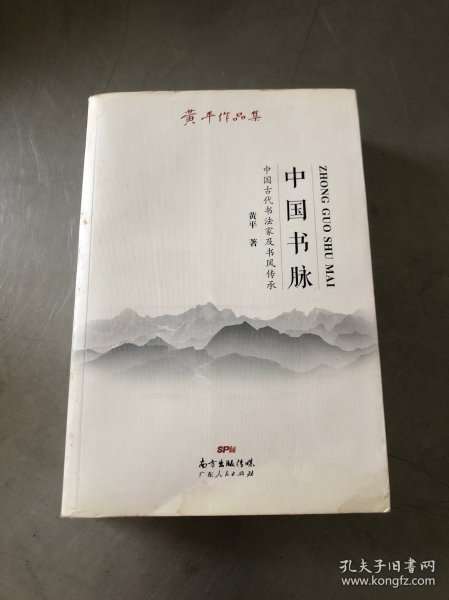 黄平作品集
ZHONG GUO SHU MAI
中国书脉
中国古代书法家及书风传承
黄平 著
SPM
南方出版传媒
广东人民出版社
孔夫子旧书网
www.kongfz.com